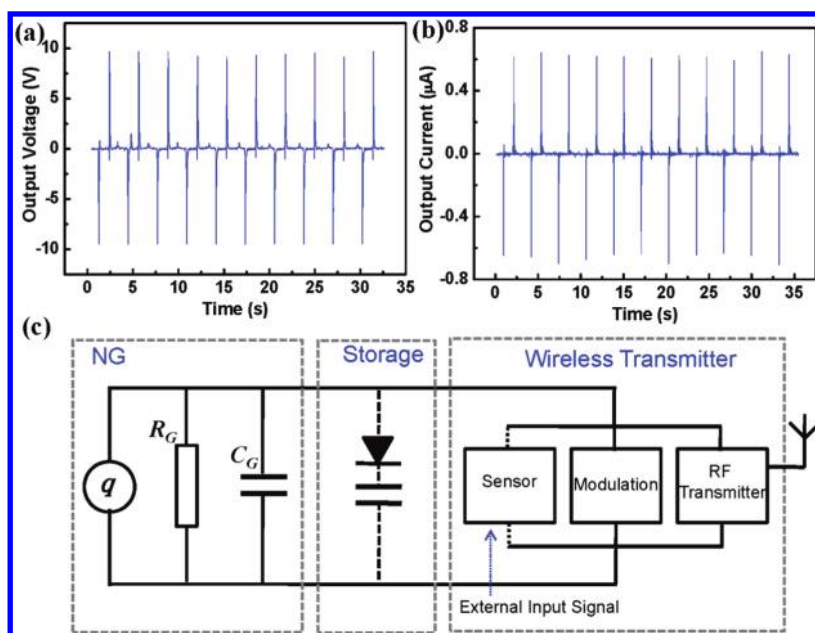 (a)
10
5
0
-5
-10
Output Voltage (V)
0 5 10 15 20 25 30 35
Time (s)
(b)
0.8
0.4
0.0
-0.4
-0.8
Output Current (μA)
0 5 10 15 20 25 30 35
Time (s)
(c)
NG
Storage
Wireless Transmitter
q
R_G
C_G
Sensor
Modulation
RF
Transmitter
External Input Signal